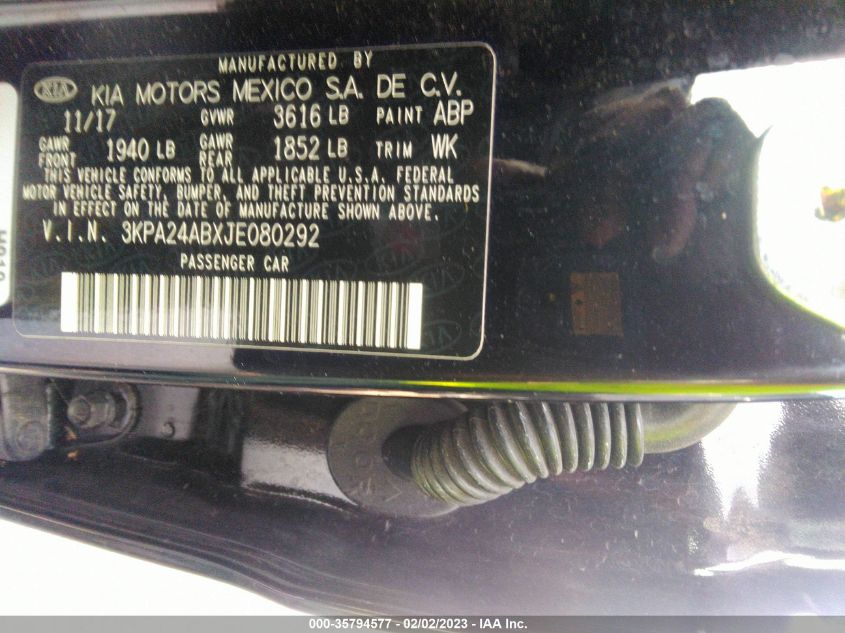 MANUFACTURED BY
KIA KIA MOTORS MEXICO S.A. DE C.V.
11/17 GVWR 3616 LB PAINT ABP
GAWR FRONT 1940 LB GAWR REAR 1852 LB TRIM WK
THIS VEHICLE CONFORMS TO ALL APPLICABLE U.S.A. FEDERAL
MOTOR VEHICLE SAFETY, BUMPER, AND THEFT PREVENTION STANDARDS
IN EFFECT ON THE DATE OF MANUFACTURE SHOWN ABOVE.
V.I.N. 3KPA24ABXJE080292
PASSENGER CAR
000-35794577 - 02/02/2023 - IAA Inc.